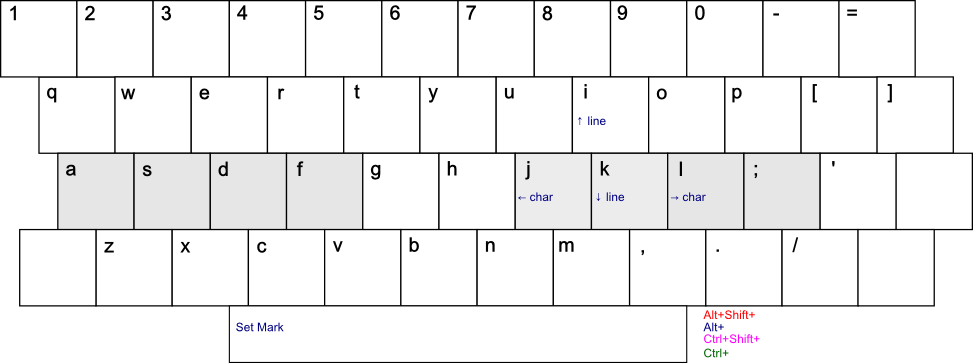 1 2 3 4 5 6 7 8 9 0 - =
q w e r t y u i o p [ ]
↑ line
a s d f g h j k l ; '
← char ↓ line → char
z x c v b n m , . /
Set Mark
Alt+Shift+
Alt+
Ctrl+Shift+
Ctrl+